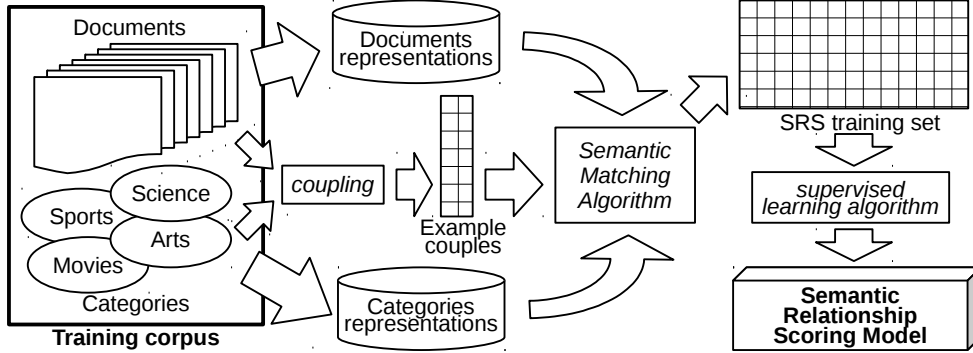 Documents
Science
Sports
Arts
Movies
Categories
Training corpus
Documents
representations
coupling
Example
couples
Categories
representations
Semantic
Matching
Algorithm
SRS training set
supervised
learning algorithm
Semantic
Relationship
Scoring Model